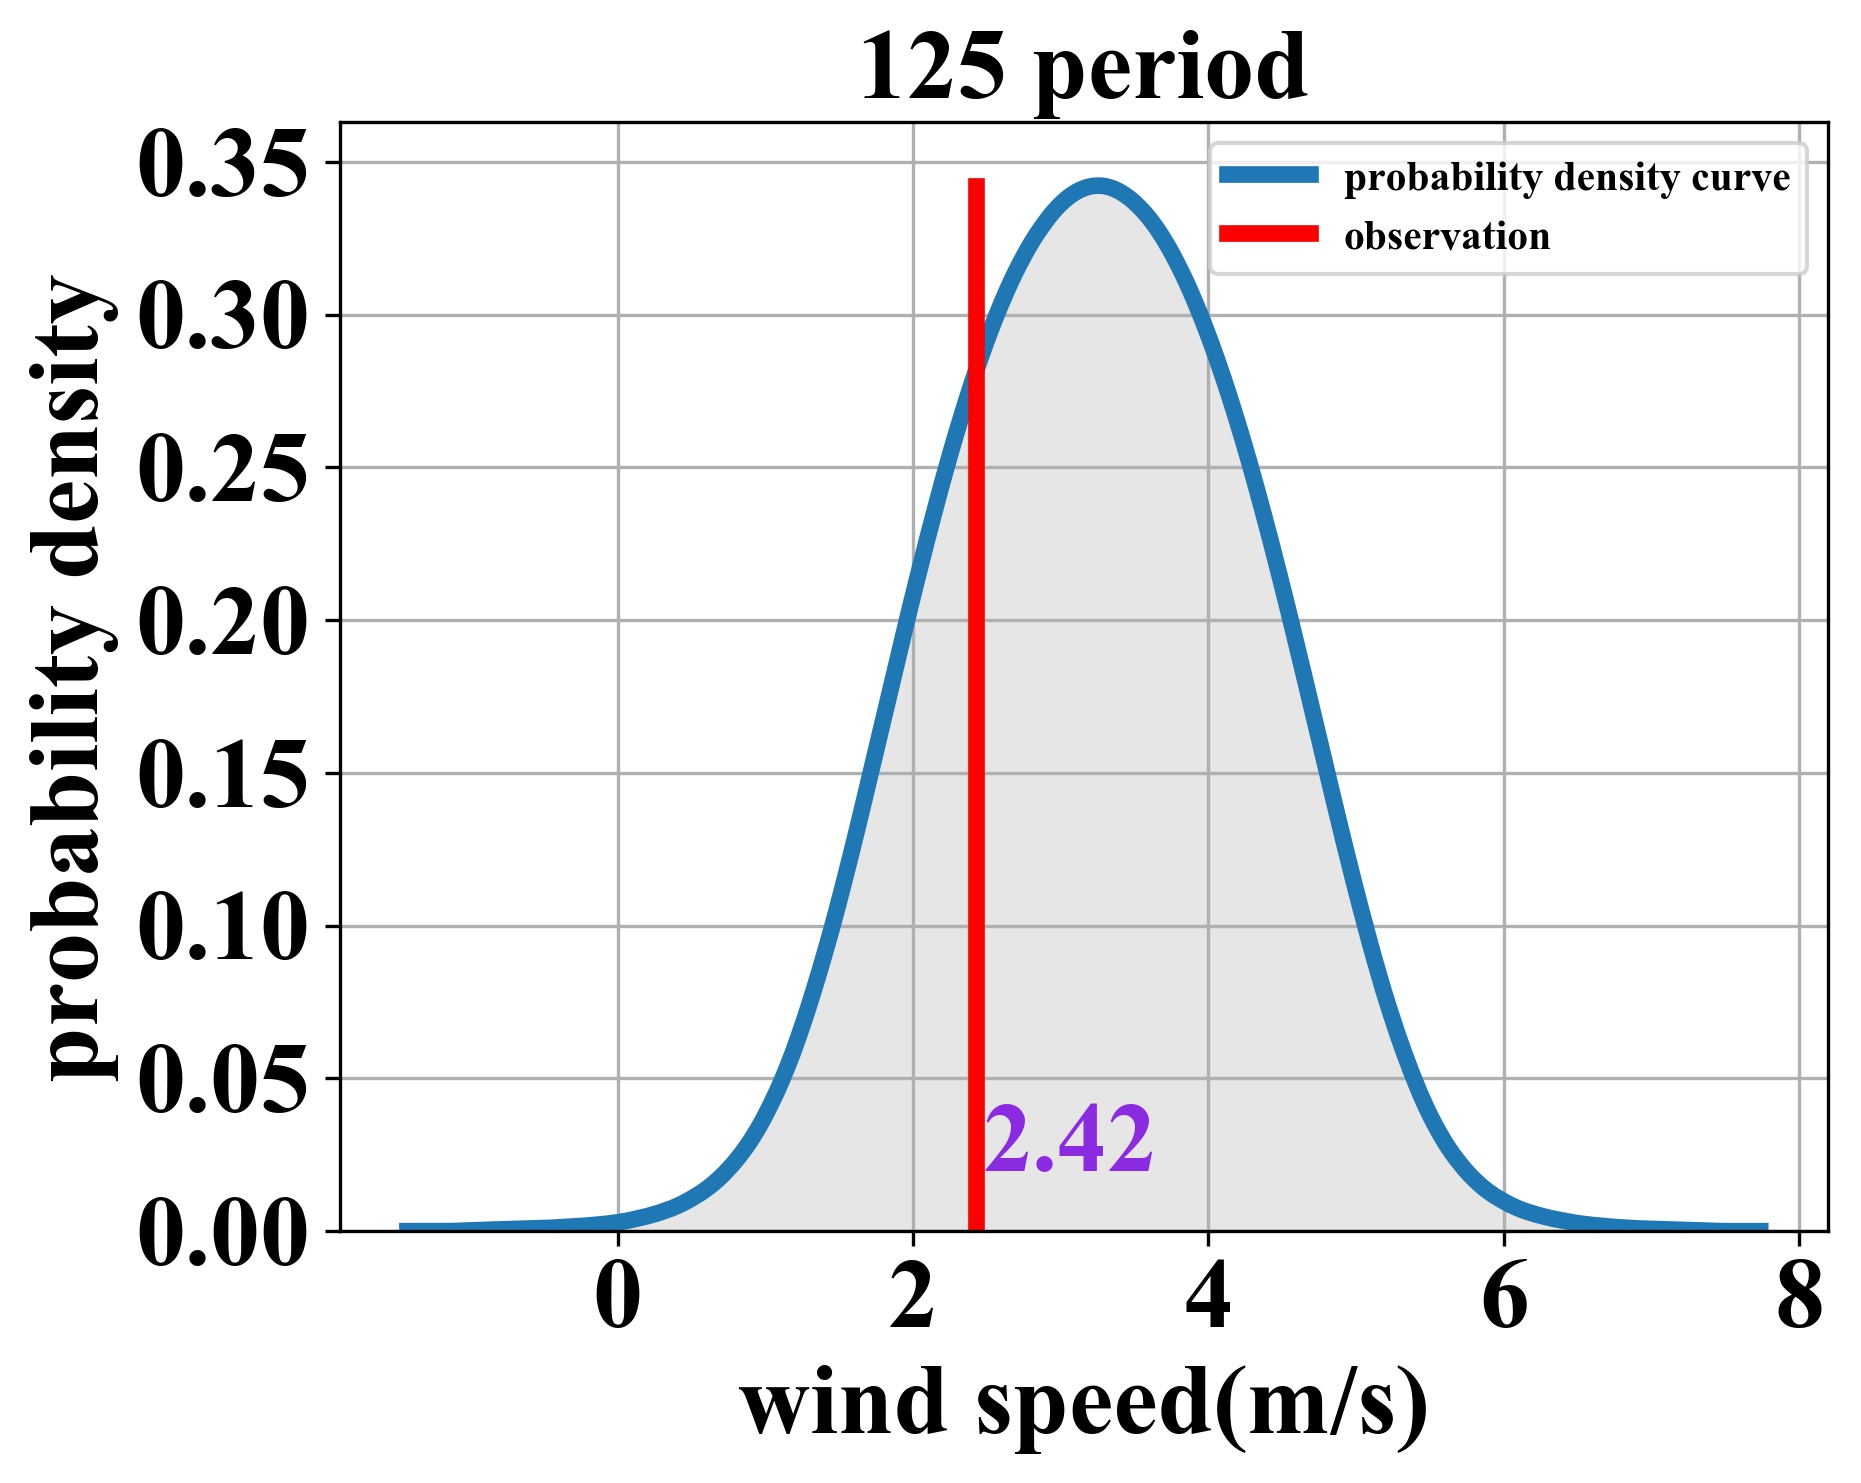 125 period
probability density curve
observation
probability density
0.35
0.30
0.25
0.20
0.15
0.10
0.05
0.00
2.42
0 2 4 6 8
wind speed(m/s)